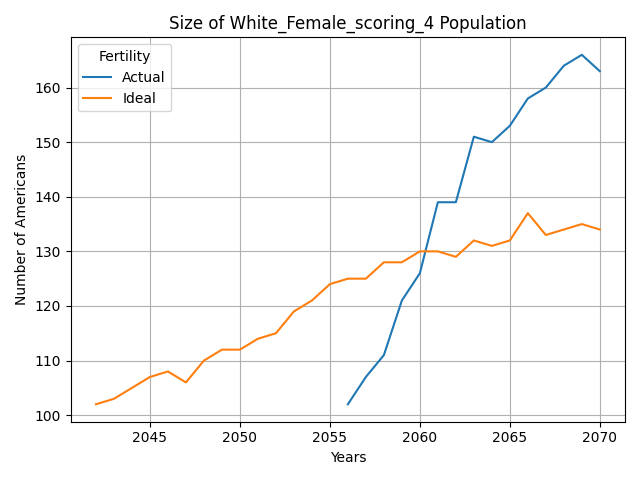 Size of White_Female_scoring_4 Population
Fertility
Actual
Ideal
Number of Americans
160
150
140
130
120
110
100
2045 2050 2055 2060 2065 2070
Years